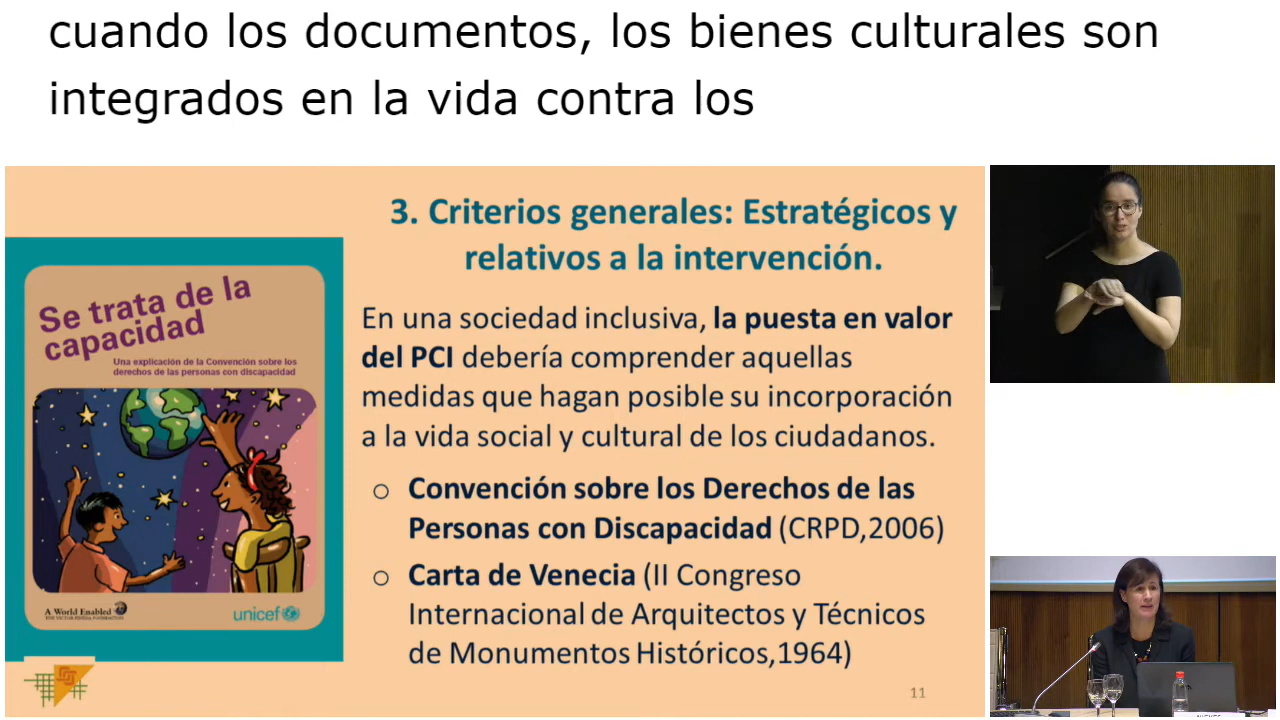 cuando los documentos, los bienes culturales son
integrados en la vida contra los
3. Criterios generales: Estratégicos y
relativos a la intervención.
Se trata de la
capacidad
Una explicación de la Convención sobre los
derechos de las personas con discapacidad
A World Enabled
unicef
En una sociedad inclusiva, la puesta en valor
del PCI debería comprender aquellas
medidas que hagan posible su incorporación
a la vida social y cultural de los ciudadanos.
o Convención sobre los Derechos de las
Personas con Discapacidad (CRPD,2006)
o Carta de Venecia (II Congreso
Internacional de Arquitectos y Técnicos
de Monumentos Históricos,1964)
11